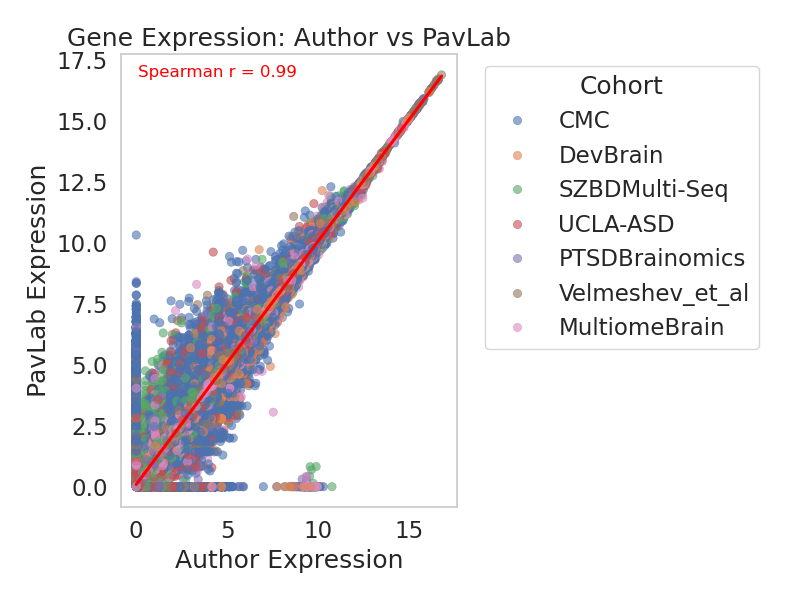 Gene Expression: Author vs PavLab
Spearman r = 0.99
17.5
15.0
12.5
10.0
7.5
5.0
2.5
0.0
PavLab Expression
0 5 10 15
Author Expression
Cohort
CMC
DevBrain
SZBDMulti-Seq
UCLA-ASD
PTSDBrainomics
Velmeshev_et_al
MultiomeBrain